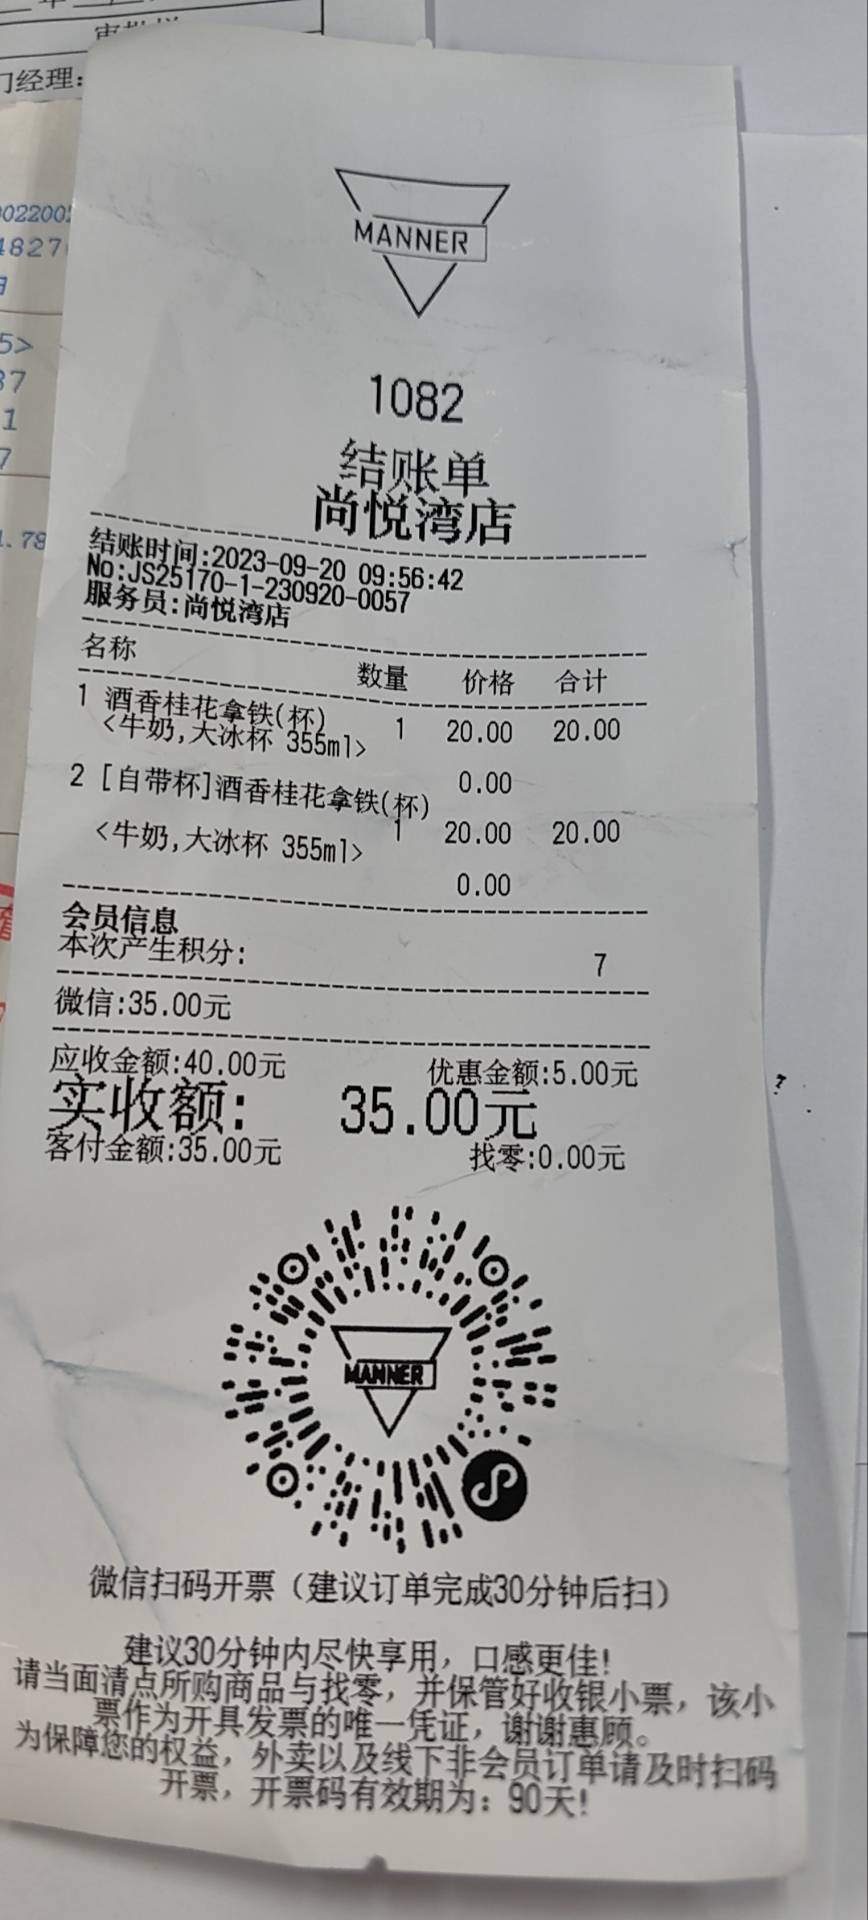 门经理:
002200
4827
5>
37
1
7
1.78
MANNER
1082
结账单
尚悦湾店
结账时间:2023-09-20 09:56:42
No:JS25170-1-230920-0057
服务员:尚悦湾店
名称 数量 价格 合计
1 酒香桂花拿铁(杯) 1 20.00 20.00
<牛奶,大冰杯 355ml>
0.00
2 [自带杯]酒香桂花拿铁(杯)
1 20.00 20.00
<牛奶,大冰杯 355ml>
0.00
会员信息
本次产生积分: 7
微信:35.00元
应收金额:40.00元 优惠金额:5.00元
实收额: 35.00元
客付金额:35.00元 找零:0.00元
MANNER
微信扫码开票（建议订单完成30分钟后扫）
建议30分钟内尽快享用，口感更佳!
请当面清点所购商品与找零，并保管好收银小票，该小
票作为开具发票的唯一凭证，谢谢惠顾。
为保障您的权益，外卖以及线下非会员订单请及时扫码
开票，开票码有效期为：90天!